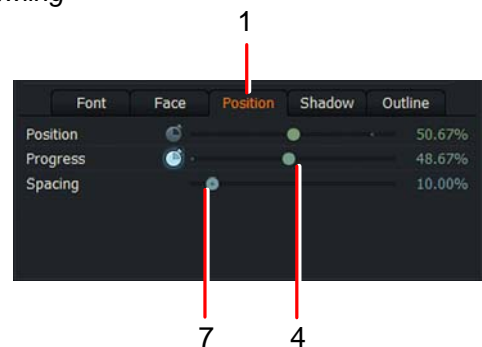 1
Font Face Position Shadow Outline
Position 50.67%
Progress 48.67%
Spacing 10.00%
7 4